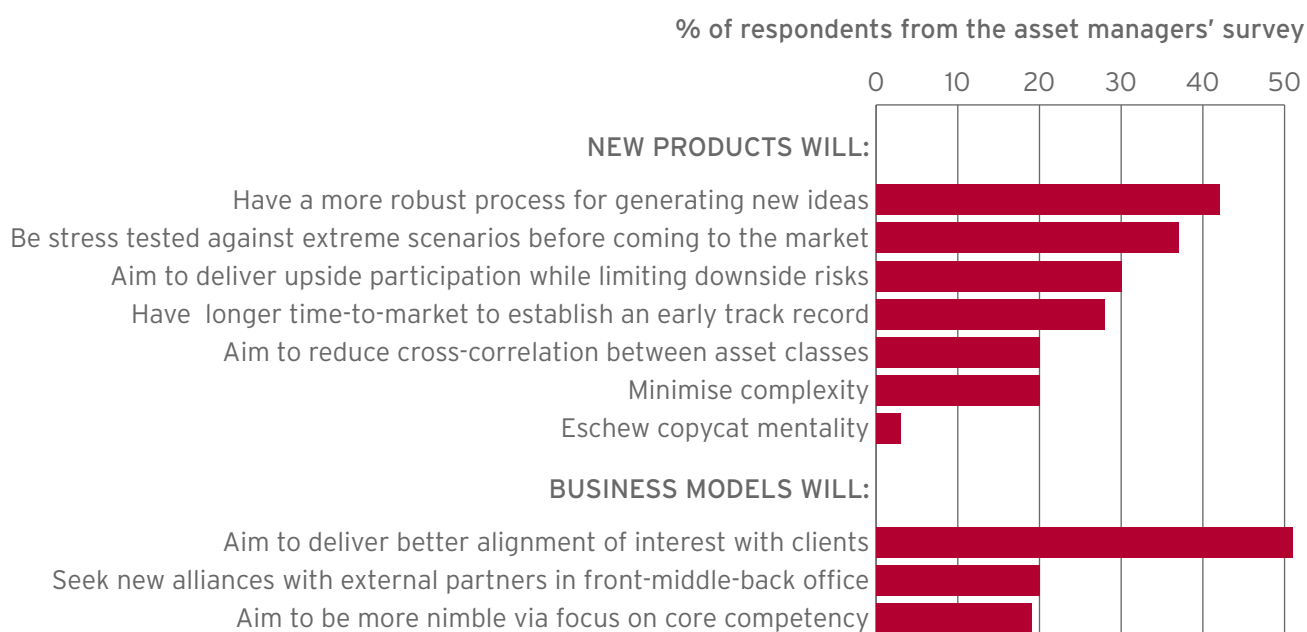 % of respondents from the asset managers’ survey
0 10 20 30 40 50
NEW PRODUCTS WILL:
Have a more robust process for generating new ideas
Be stress tested against extreme scenarios before coming to the market
Aim to deliver upside participation while limiting downside risks
Have longer time-to-market to establish an early track record
Aim to reduce cross-correlation between asset classes
Minimise complexity
Eschew copycat mentality
BUSINESS MODELS WILL:
Aim to deliver better alignment of interest with clients
Seek new alliances with external partners in front-middle-back office
Aim to be more nimble via focus on core competency